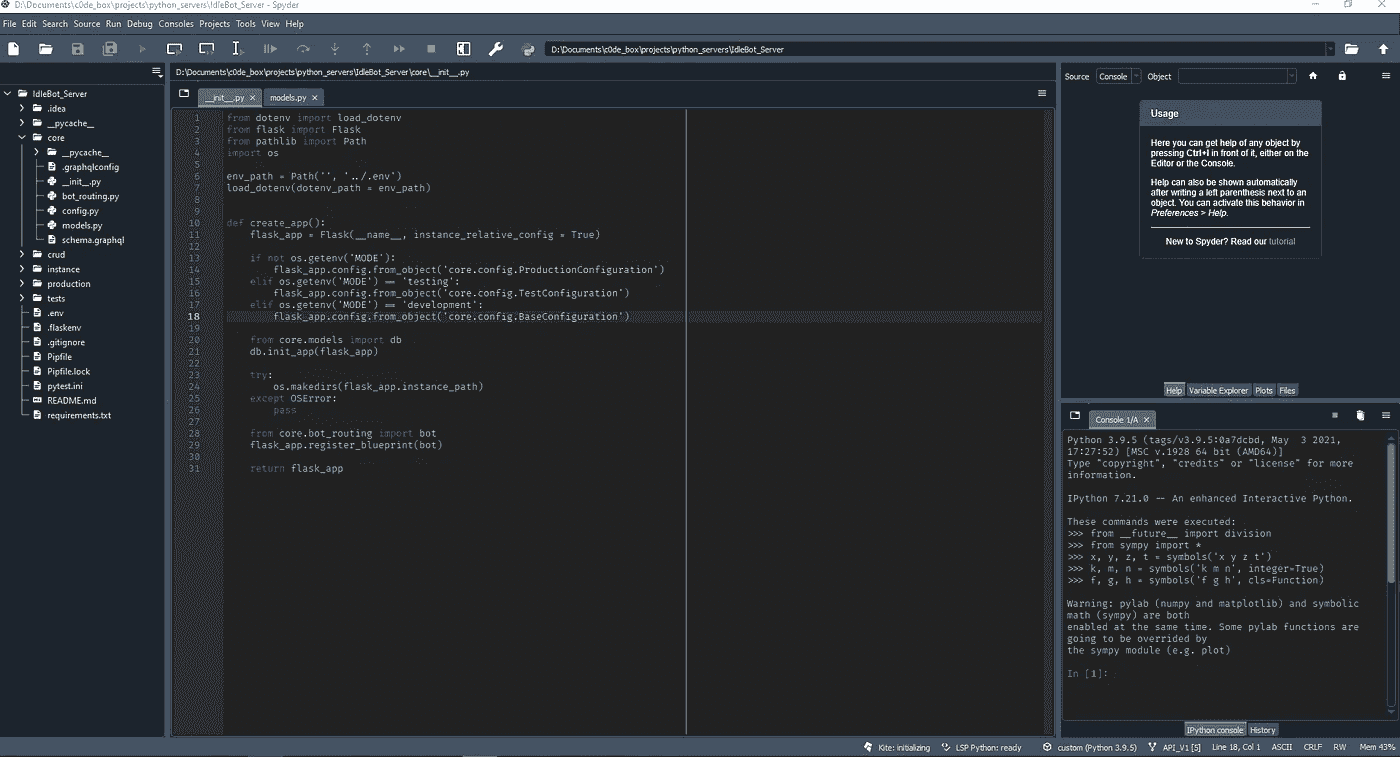 D:\Documents\c0de_box\projects\python_servers\IdleBot_Server - Spyder
File Edit Search Source Run Debug Consoles Projects Tools View Help
D:\Documents\c0de_box\projects\python_servers\IdleBot_Server
IdleBot_Server
.idea
__pycache__
core
__pycache__
.graphqlconfig
__init__.py
bot_routing.py
config.py
models.py
schema.graphql
crud
instance
production
tests
.env
.flaskenv
.gitignore
Pipfile
Pipfile.lock
pytest.ini
README.md
requirements.txt
D:\Documents\c0de_box\projects\python_servers\IdleBot_Server\core\__init__.py
__init__.py models.py
1 from dotenv import load_dotenv
2 from flask import Flask
3 from pathlib import Path
4 import os
5
6 env_path = Path('', '../.env')
7 load_dotenv(dotenv_path = env_path)
8
9
10 def create_app():
11 flask_app = Flask(__name__, instance_relative_config = True)
12
13 if not os.getenv('MODE'):
14 flask_app.config.from_object('core.config.ProductionConfiguration')
15 elif os.getenv('MODE') == 'testing':
16 flask_app.config.from_object('core.config.TestConfiguration')
17 elif os.getenv('MODE') == 'development':
18 flask_app.config.from_object('core.config.BaseConfiguration')
19
20 from core.models import db
21 db.init_app(flask_app)
22
23 try:
24 os.makedirs(flask_app.instance_path)
25 except OSError:
26 pass
27
28 from core.bot_routing import bot
29 flask_app.register_blueprint(bot)
30
31 return flask_app
Source Console Object
Usage
Here you can get help of any object by
pressing Ctrl+I in front of it, either on the
Editor or the Console.
Help can also be shown automatically
after writing a left parenthesis next to an
object. You can activate this behavior in
Preferences > Help.
New to Spyder? Read our tutorial
Help Variable Explorer Plots Files
Console 1/A
Python 3.9.5 (tags/v3.9.5:0a7dcbd, May 3 2021,
17:27:52) [MSC v.1928 64 bit (AMD64)]
Type "copyright", "credits" or "license" for more
information.
IPython 7.21.0 -- An enhanced Interactive Python.
These commands were executed:
>>> from __future__ import division
>>> from sympy import *
>>> x, y, z, t = symbols('x y z t')
>>> k, m, n = symbols('k m n', integer=True)
>>> f, g, h = symbols('f g h', cls=Function)
Warning: pylab (numpy and matplotlib) and symbolic
math (sympy) are both
enabled at the same time. Some pylab functions are
going to be overrided by
the sympy module (e.g. plot)
In [1]:
IPython console History
Kite: initializing LSP Python: ready custom (Python 3.9.5) API_V1 [5] Line 18, Col 1 ASCII CRLF RW Mem 43%